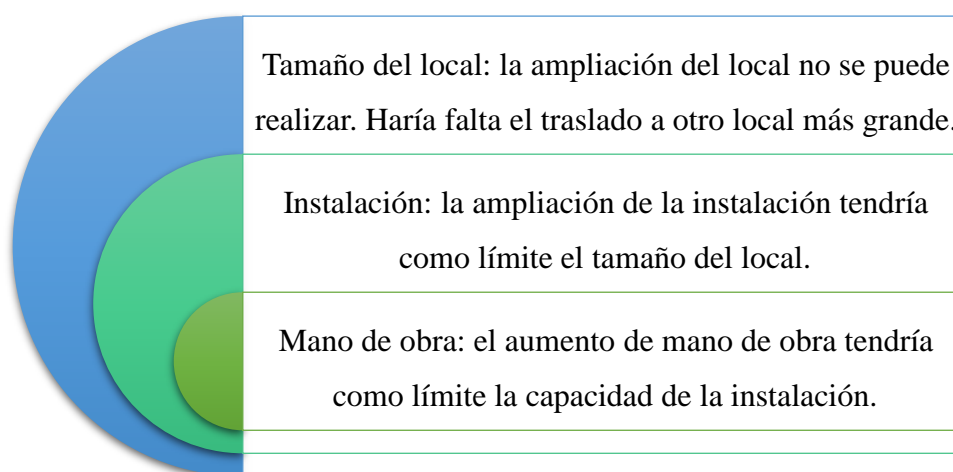 Tamaño del local: la ampliación del local no se puede
realizar. Haría falta el traslado a otro local más grande.
Instalación: la ampliación de la instalación tendría
como límite el tamaño del local.
Mano de obra: el aumento de mano de obra tendría
como límite la capacidad de la instalación.